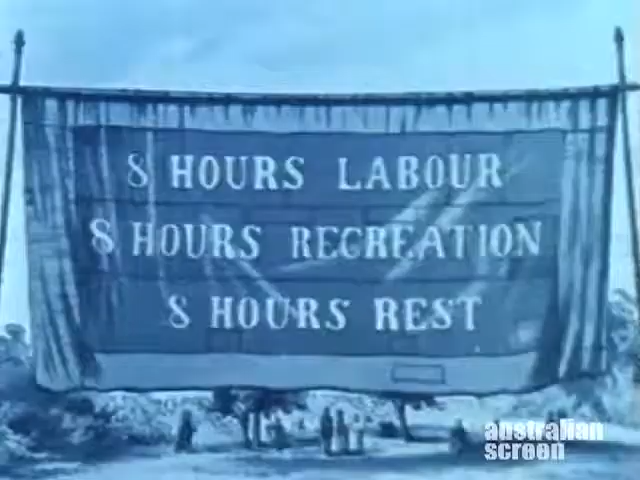 8 HOURS LABOUR
8 HOURS RECREATION
8 HOURS REST
australian
screen